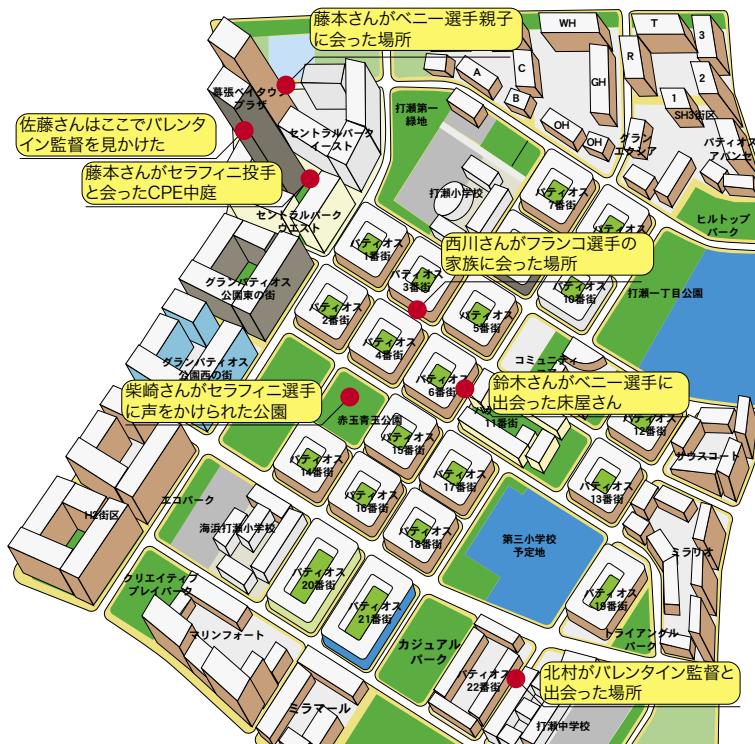 藤本さんがベニー選手親子
に会った場所
WH
T
3
R
C
A
GH
2
B
1
SH3街区
OH
OH
幕張ベイタウン
プラザ
打瀬第一
緑地
佐藤さんはここでバレンタ
イン監督を見かけた
セントラルパーク
イースト
グラン
エクシア
パティオス
アバンセ
藤本さんがセラフィニ投手
と会ったCPE中庭
打瀬小学校
パティオス
7番街
セントラルパーク
ウエスト
ヒルトップ
パーク
パティオス
1番街
西川さんがフランコ選手の
家族に会った場所
グランパティオス
公園東の街
パティオス
3番街
パティオス
10番街
打瀬一丁目公園
パティオス
2番街
パティオス
5番街
パティオス
4番街
グランパティオス
公園西の街
コミュニティ
パティオス
6番街
柴崎さんがセラフィニ選手
に声をかけられた公園
鈴木さんがベニー選手に
出会った床屋さん
赤玉青玉公園
11番街
パティオス
12番街
パティオス
15番街
サウスコート
パティオス
14番街
パティオス
17番街
パティオス
13番街
エコパーク
パティオス
16番街
H2街区
海浜打瀬小学校
パティオス
18番街
第三小学校
予定地
ミラリオ
クリエイティブ
プレイパーク
パティオス
20番街
パティオス
21番街
パティオス
19番街
マリンフォート
カジュアル
パーク
トライアングル
パーク
パティオス
22番街
北村がバレンタイン監督と
出会った場所
ミラマール
打瀬中学校